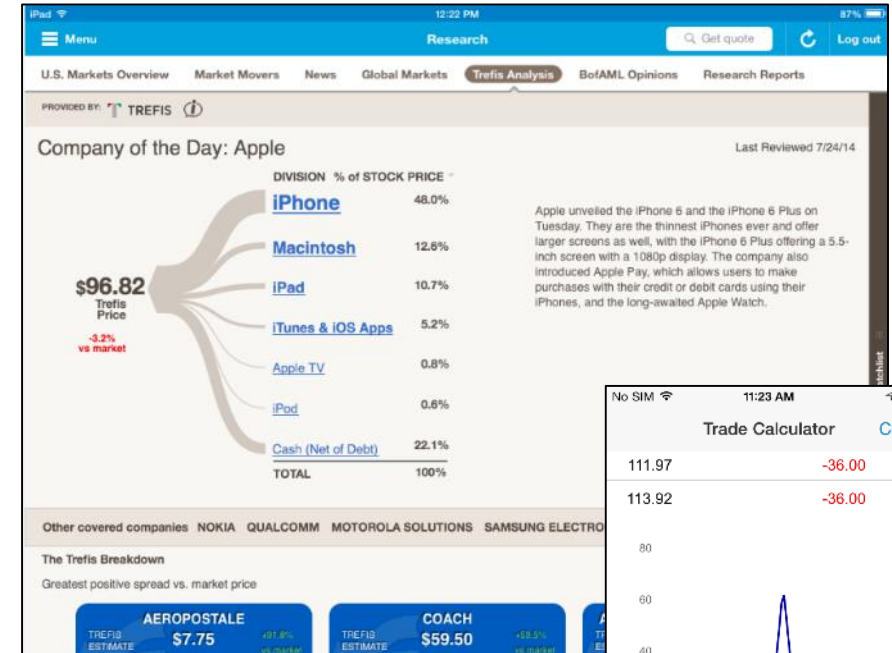 iPad 12:22 PM 87%
Menu Research Get quote Log out
U.S. Markets Overview Market Movers News Global Markets Trefis Analysis BofAML Opinions Research Reports
PROVIDED BY: TREFIS i
Company of the Day: Apple Last Reviewed 7/24/14
DIVISION % of STOCK PRICE
iPhone 48.0%
Macintosh 12.6%
iPad 10.7%
iTunes & iOS Apps 5.2%
Apple TV 0.8%
iPod 0.6%
Cash (Net of Debt) 22.1%
TOTAL 100%
$96.82
Trefis
Price
-3.2%
vs market
Apple unveiled the iPhone 6 and the iPhone 6 Plus on
Tuesday. They are the thinnest iPhones ever and offer
larger screens as well, with the iPhone 6 Plus offering a 5.5-
inch screen with a 1080p display. The company also
introduced Apple Pay, which allows users to make
purchases with their credit or debit cards using their
iPhones, and the long-awaited Apple Watch.
Other covered companies NOKIA QUALCOMM MOTOROLA SOLUTIONS SAMSUNG ELECTRO
The Trefis Breakdown
Greatest positive spread vs. market price
AEROPOSTALE
TREFIS
ESTIMATE $7.75
vs market
COACH
TREFIS
ESTIMATE $59.50
vs market
No SIM 11:23 AM
Trade Calculator C
111.97 -36.00
113.92 -36.00
80
60
40